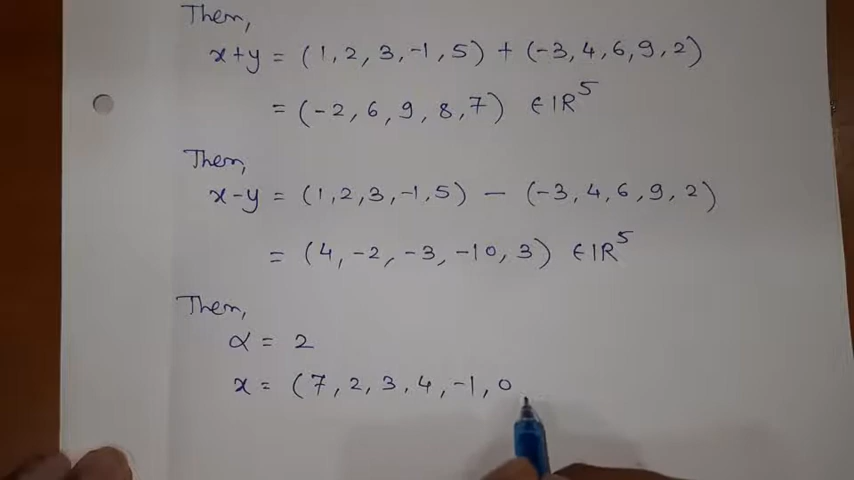 Then,
x+y = (1, 2, 3, -1, 5) + (-3, 4, 6, 9, 2)
= (-2, 6, 9, 8, 7) ∈ ℝ⁵
Then,
x-y = (1, 2, 3, -1, 5) - (-3, 4, 6, 9, 2)
= (4, -2, -3, -10, 3) ∈ ℝ⁵
Then,
α = 2
x = (7, 2, 3, 4, -1, 0